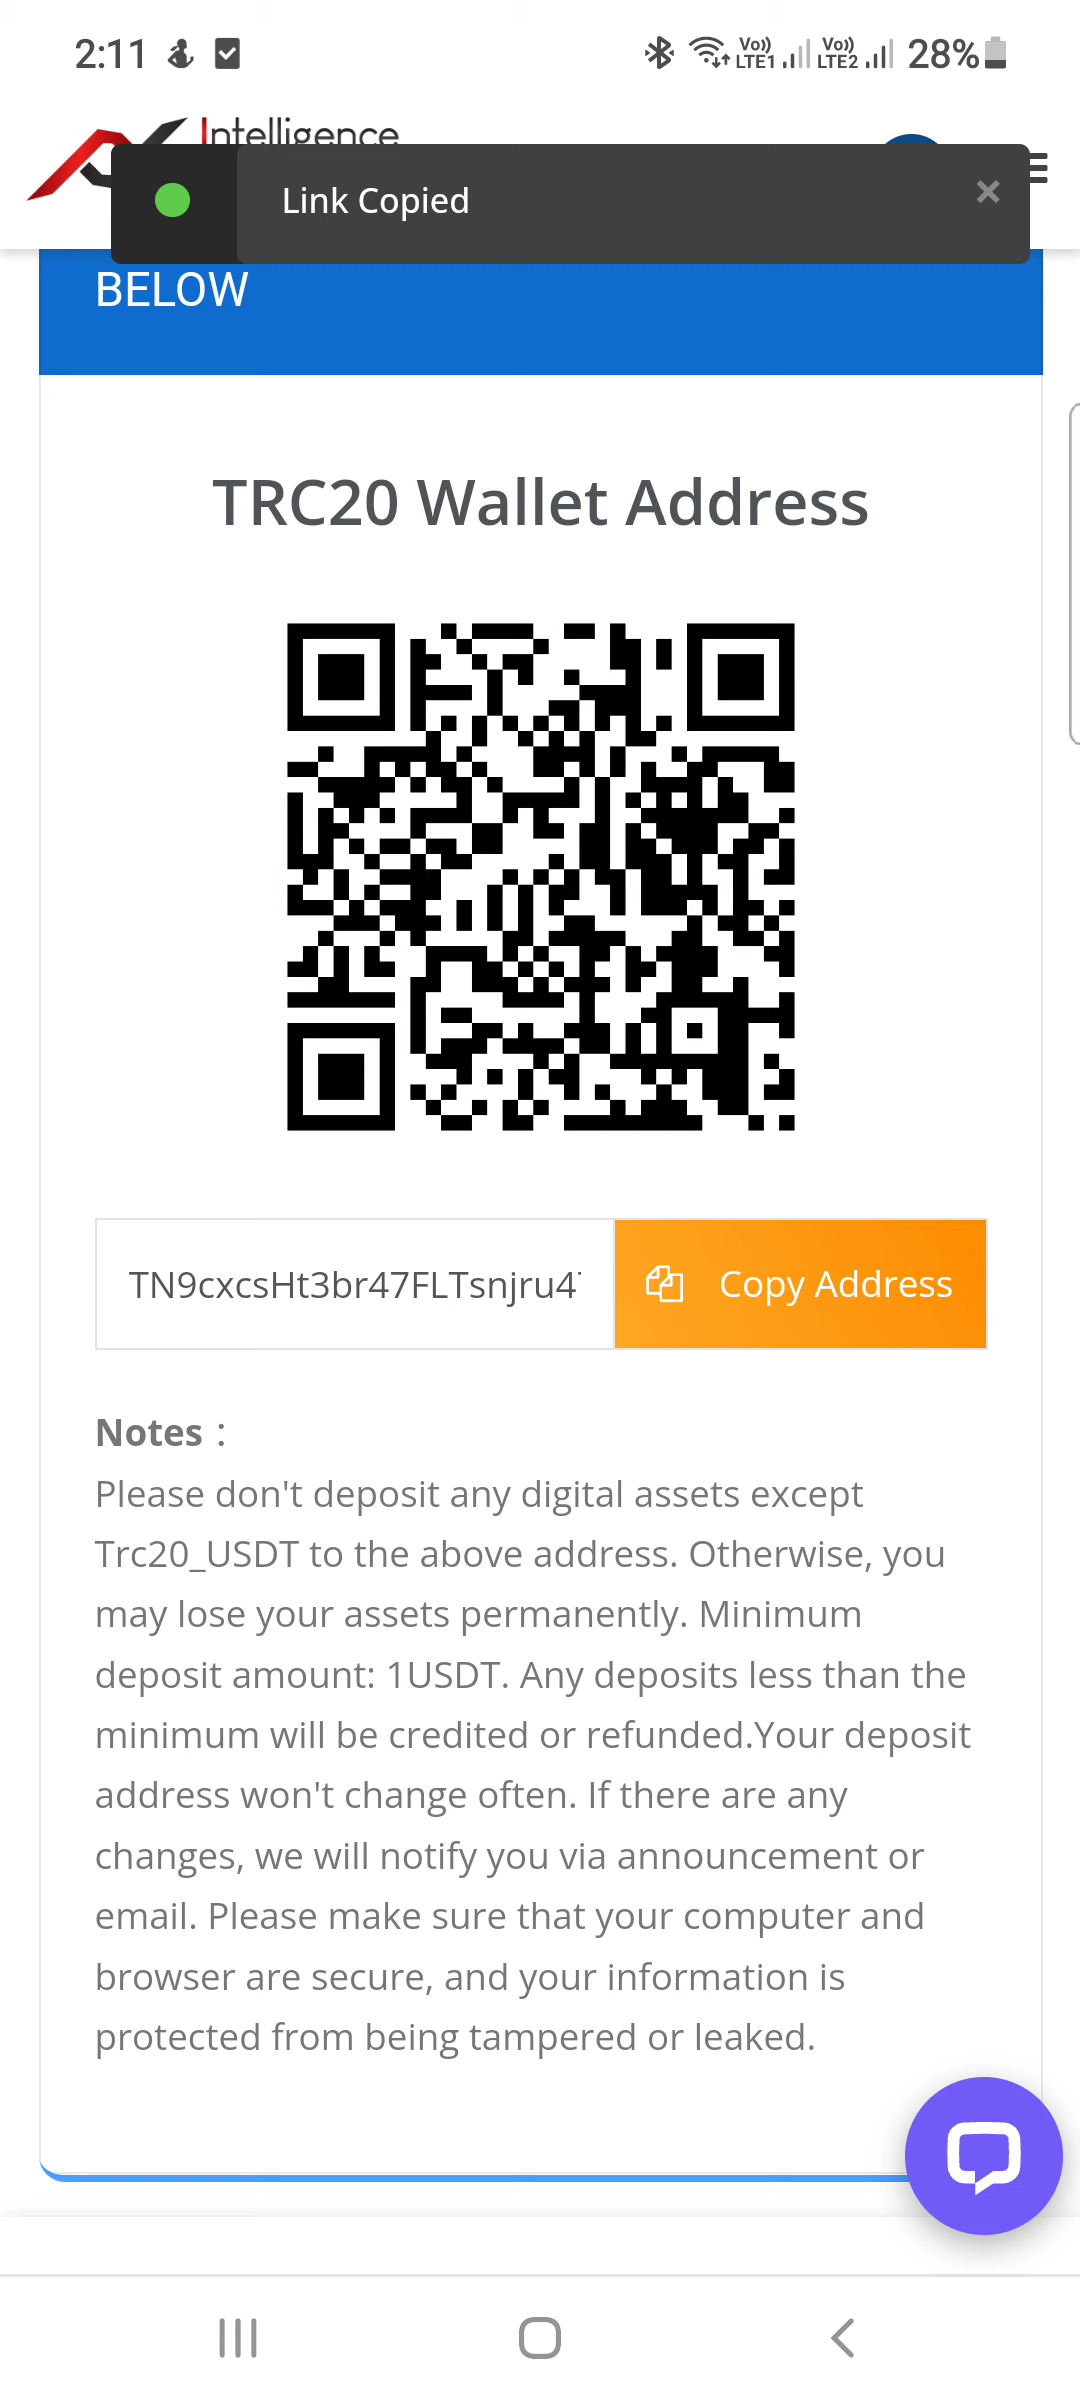 2:11
Vo)) LTE1 Vo)) LTE2 28%
Intelligence
Link Copied
BELOW
TRC20 Wallet Address
TN9cxcsHt3br47FLTsnjru4
Copy Address
Notes :
Please don't deposit any digital assets except
Trc20_USDT to the above address. Otherwise, you
may lose your assets permanently. Minimum
deposit amount: 1USDT. Any deposits less than the
minimum will be credited or refunded.Your deposit
address won't change often. If there are any
changes, we will notify you via announcement or
email. Please make sure that your computer and
browser are secure, and your information is
protected from being tampered or leaked.